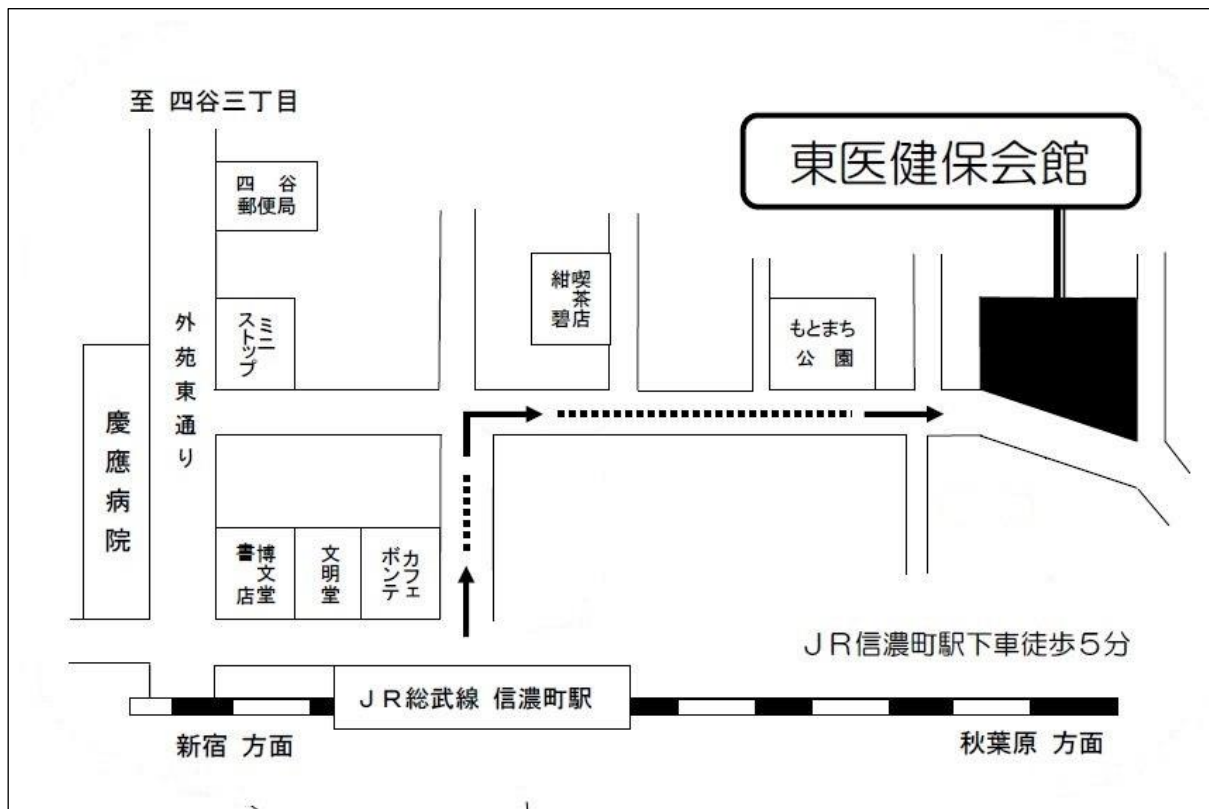 至 四谷三丁目
東医健保会館
四 谷
郵便局
喫茶店
紺 碧
ミニ
ストップ
もとまち
公 園
外苑東通り
慶應病院
博文堂
書 店
文明堂
カフェ
ボンテ
JR信濃町駅下車徒歩5分
JR総武線 信濃町駅
新宿 方面
秋葉原 方面